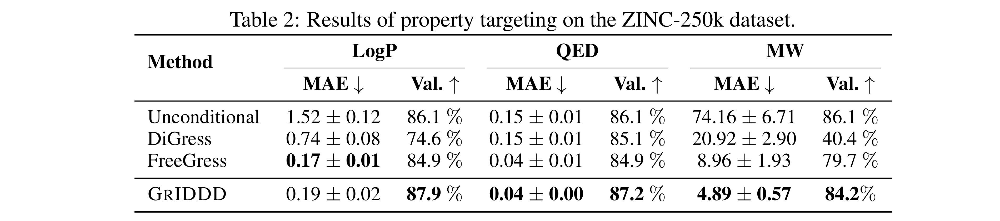 Table 2: Results of property targeting on the ZINC-250k dataset.
Method LogP QED MW
MAE ↓ Val. ↑ MAE ↓ Val. ↑ MAE ↓ Val. ↑
Unconditional 1.52 ± 0.12 86.1 % 0.15 ± 0.01 86.1 % 74.16 ± 6.71 86.1 %
DiGress 0.74 ± 0.08 74.6 % 0.15 ± 0.01 85.1 % 20.92 ± 2.90 40.4 %
FreeGress 0.17 ± 0.01 84.9 % 0.04 ± 0.01 84.9 % 8.96 ± 1.93 79.7 %
GRIDDD 0.19 ± 0.02 87.9 % 0.04 ± 0.00 87.2 % 4.89 ± 0.57 84.2%